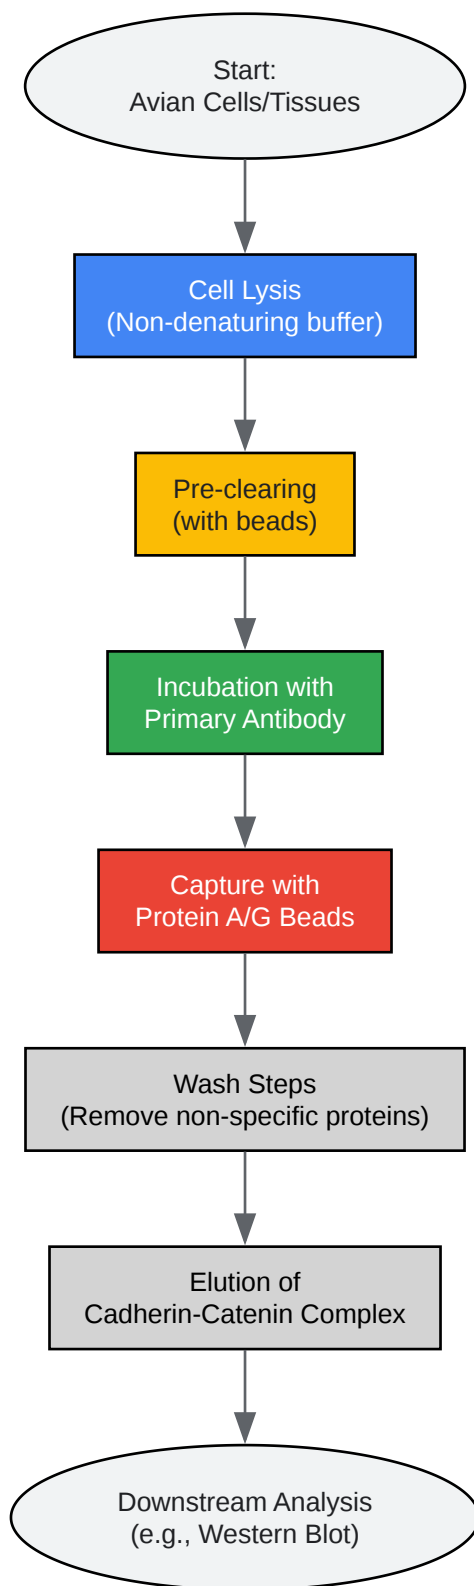 Start:
Avian Cells/Tissues
Cell Lysis
(Non-denaturing buffer)
Pre-clearing
(with beads)
Incubation with
Primary Antibody
Capture with
Protein A/G Beads
Wash Steps
(Remove non-specific proteins)
Elution of
Cadherin-Catenin Complex
Downstream Analysis
(e.g., Western Blot)